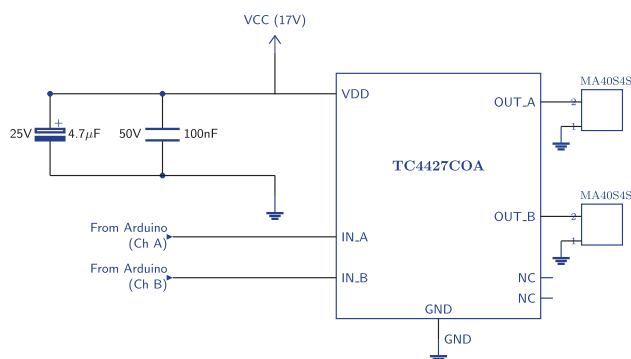 VCC (17V)
MA40S4S
VDD
OUT_A
2
25V
+
4.7μF
50V
100nF
1
TC4427COA
MA40S4S
OUT_B
2
From Arduino
(Ch A)
IN_A
1
From Arduino
(Ch B)
IN_B
NC
NC
GND
GND